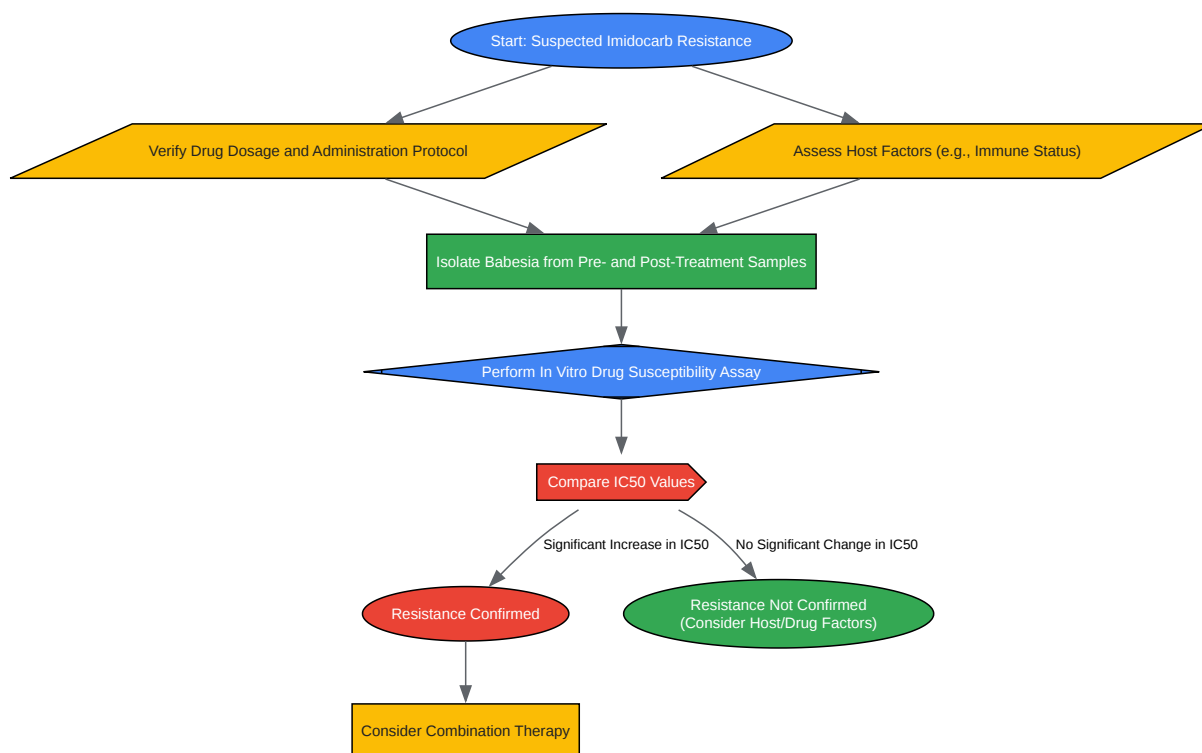 Start: Suspected Imidocarb Resistance
Verify Drug Dosage and Administration Protocol
Assess Host Factors (e.g., Immune Status)
Isolate Babesia from Pre- and Post-Treatment Samples
Perform In Vitro Drug Susceptibility Assay
Compare IC50 Values
Significant Increase in IC50
No Significant Change in IC50
Resistance Confirmed
Resistance Not Confirmed
(Consider Host/Drug Factors)
Consider Combination Therapy